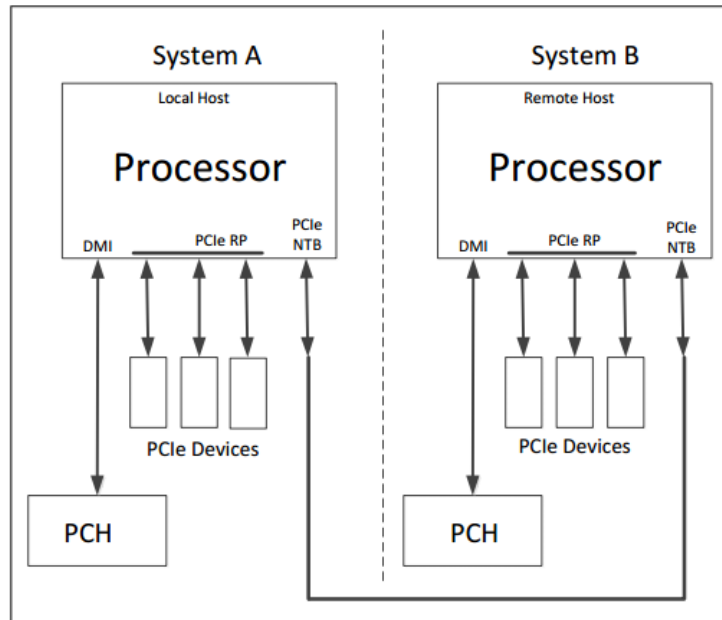 System A
System B
Local Host
Remote Host
Processor
Processor
DMI
PCIe RP
PCIe
NTB
DMI
PCIe RP
PCIe
NTB
PCIe Devices
PCIe Devices
PCH
PCH